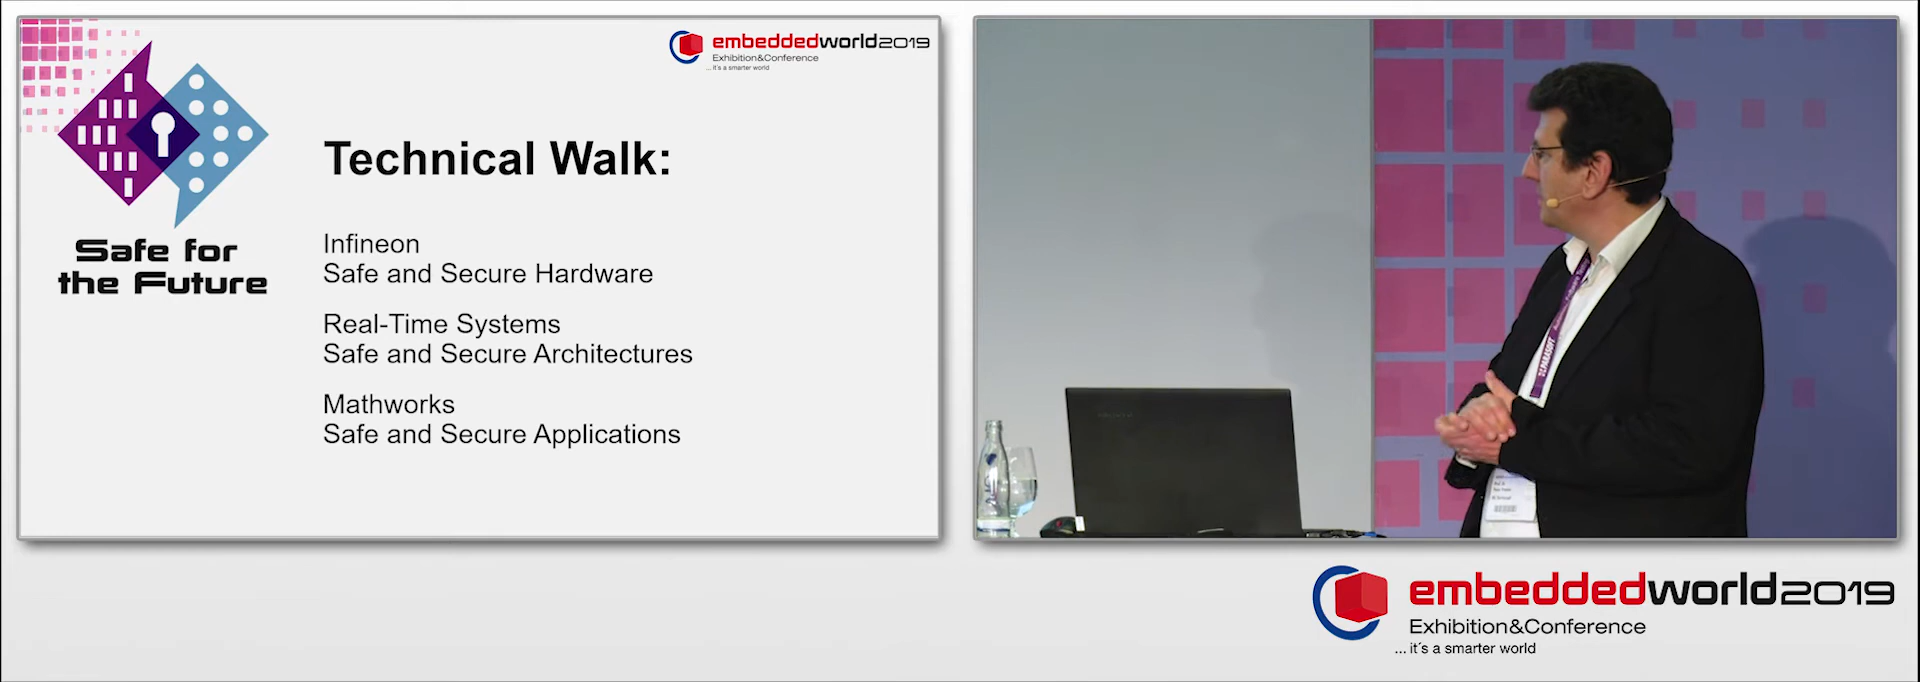 embeddedworld2019
Exhibition&Conference
... it's a smarter world
Safe for
the Future
Technical Walk:
Infineon
Safe and Secure Hardware
Real-Time Systems
Safe and Secure Architectures
Mathworks
Safe and Secure Applications
PARASOFT
embeddedworld2019
Exhibition&Conference
... it´s a smarter world